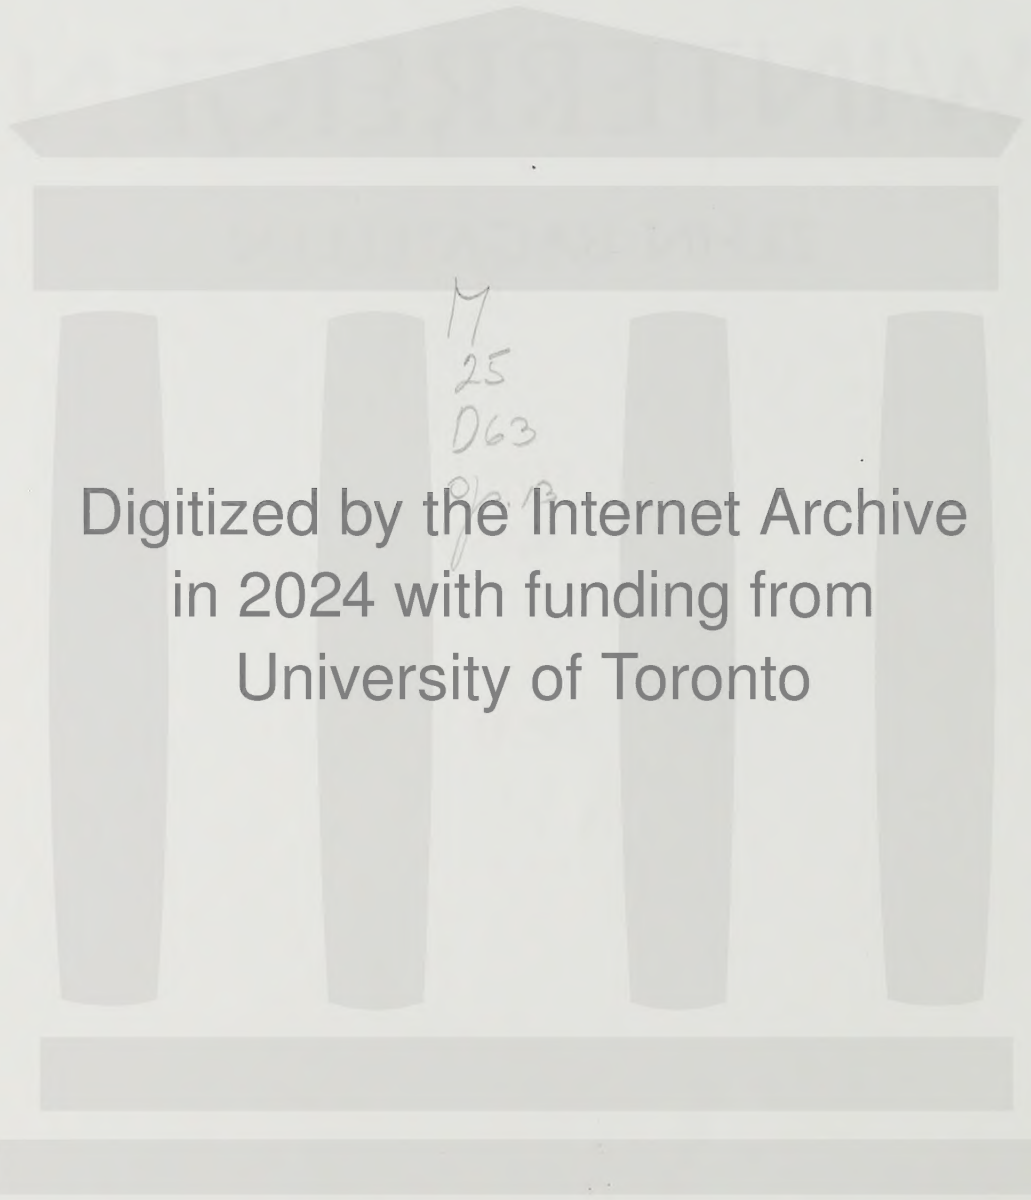 M
25
D63
Digitized by the Internet Archive
in 2024 with funding from
University of Toronto